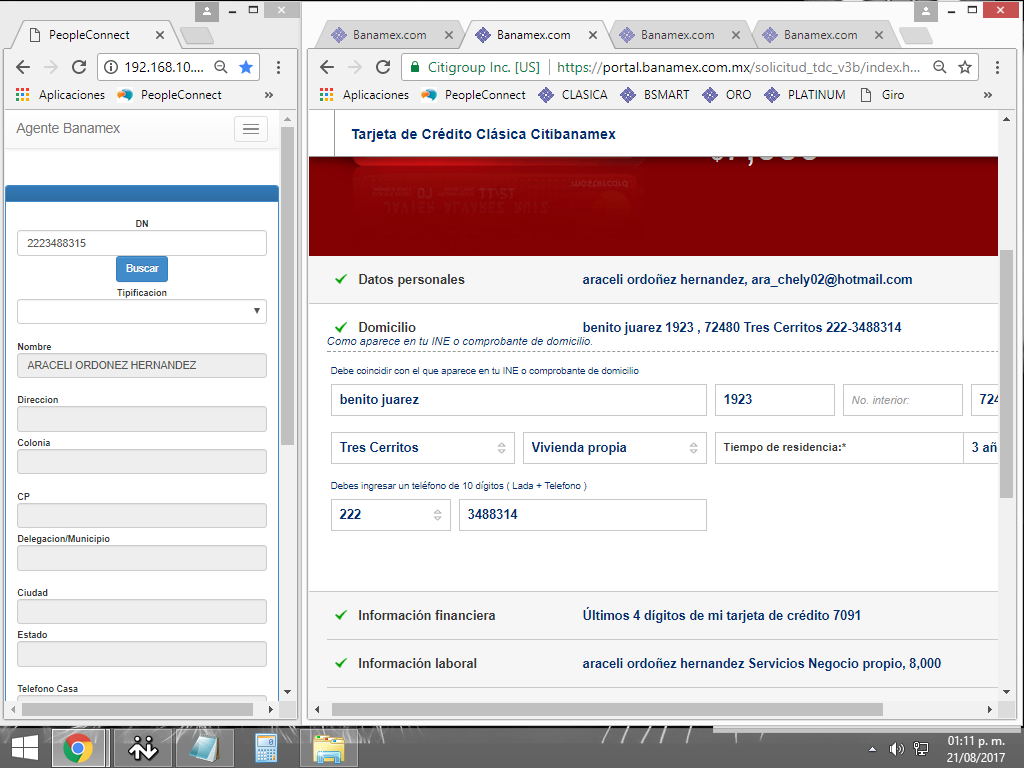 PeopleConnect
192.168.10....
Aplicaciones
PeopleConnect
»
Agente Banamex
DN
2223488315
Buscar
Tipificacion
Nombre
ARACELI ORDONEZ HERNANDEZ
Direccion
Colonia
CP
Delegacion/Municipio
Ciudad
Estado
Telefono Casa
Banamex.com
Banamex.com
Banamex.com
Banamex.com
Citigroup Inc. [US]
https://portal.banamex.com.mx/solicitud_tdc_v3b/index.h...
Aplicaciones
PeopleConnect
CLASICA
BSMART
ORO
PLATINUM
Giro
»
Tarjeta de Crédito Clásica Citibanamex
Datos personales
araceli ordoñez hernandez, ara_chely02@hotmail.com
Domicilio
benito juarez 1923 , 72480 Tres Cerritos 222-3488314
Como aparece en tu INE o comprobante de domicilio.
Debe coincidir con el que aparece en tu INE o comprobante de domicilio
benito juarez
1923
No. interior:
724
Tres Cerritos
Vivienda propia
Tiempo de residencia:*
3 añ
Debes ingresar un teléfono de 10 dígitos ( Lada + Telefono )
222
3488314
Información financiera
Últimos 4 dígitos de mi tarjeta de crédito 7091
Información laboral
araceli ordoñez hernandez Servicios Negocio propio, 8,000
01:11 p. m.
21/08/2017